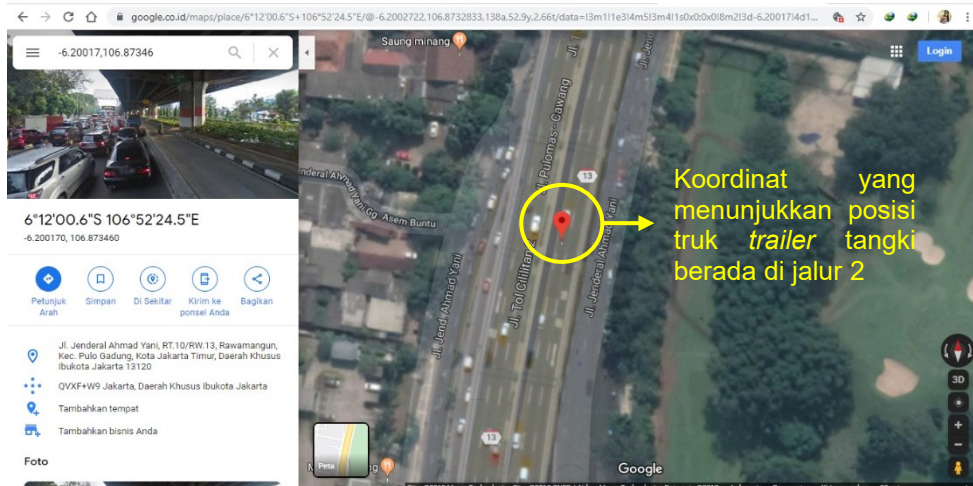 google.co.id/maps/place/6°12'00.6"S+106°52'24.5"E/@-6.2002722,106.8732833,138a,52.9y,2.66t/data=!3m1!1e3!4m5!3m4!1s0x0:0x0!8m2!3d-6.20017!4d1...
-6.20017,106.87346
Login
Saung minang
Jl. Pulomas - Cawang
13
Asem Buntu
Jl. Jend. Ahmad Yani
Jl. Tol Cililitan 2
Jl. Jenderal Ahmad Yani
13
Koordinat yang
menunjukkan posisi
truk trailer tangki
berada di jalur 2
6°12'00.6"S 106°52'24.5"E
-6.200170, 106.873460
Petunjuk Arah
Simpan
Di Sekitar
Kirim ke ponsel Anda
Bagikan
Jl. Jenderal Ahmad Yani, RT.10/RW.13, Rawamangun,
Kec. Pulo Gadung, Kota Jakarta Timur, Daerah Khusus
Ibukota Jakarta 13120
QVXF+W9 Jakarta, Daerah Khusus Ibukota Jakarta
Tambahkan tempat
Tambahkan bisnis Anda
Foto
Peta
Google
3D